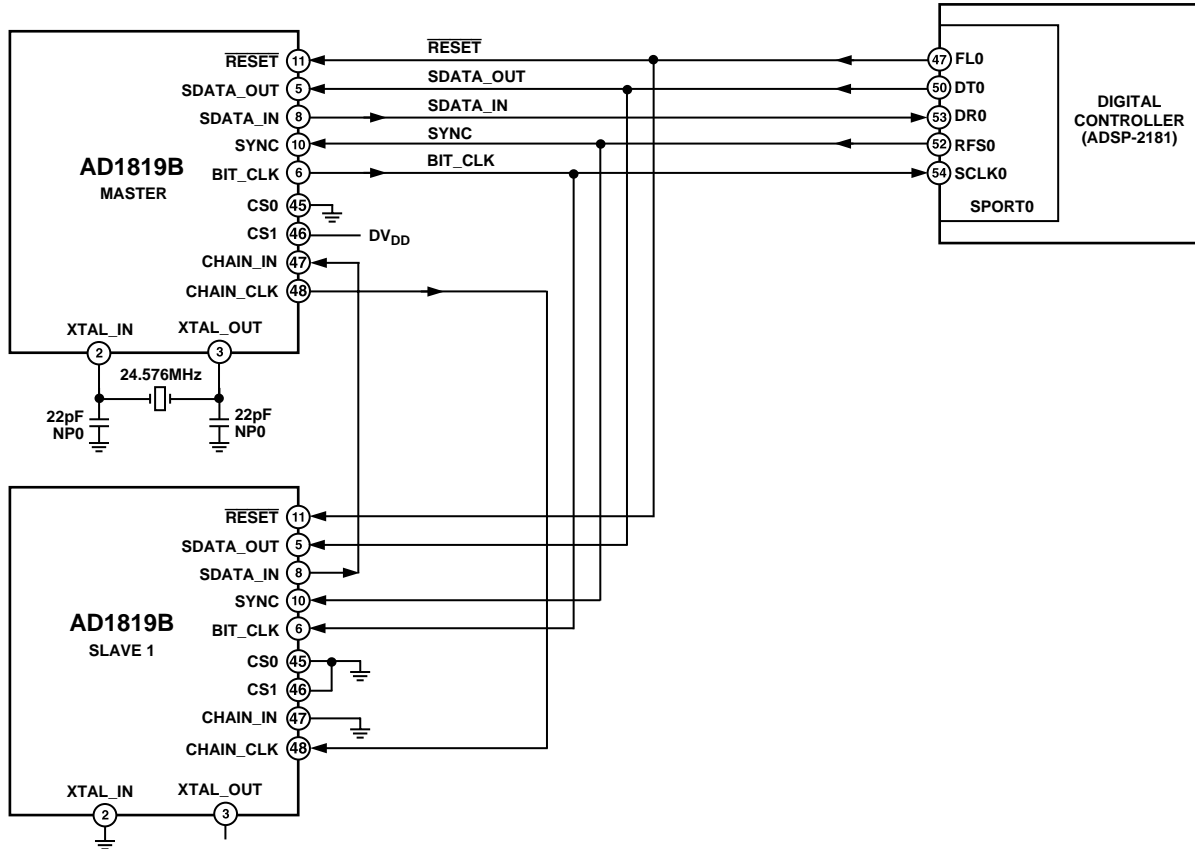 AD1819B
MASTER
RESET 11
SDATA_OUT 5
SDATA_IN 8
SYNC 10
BIT_CLK 6
CS0 45
CS1 46
DVDD
CHAIN_IN 47
CHAIN_CLK 48
XTAL_IN
XTAL_OUT
2
3
24.576MHz
22pF
NP0
22pF
NP0
RESET
SDATA_OUT
SDATA_IN
SYNC
BIT_CLK
47 FL0
50 DT0
53 DR0
52 RFS0
54 SCLK0
SPORT0
DIGITAL
CONTROLLER
(ADSP-2181)
AD1819B
SLAVE 1
RESET 11
SDATA_OUT 5
SDATA_IN 8
SYNC 10
BIT_CLK 6
CS0 45
CS1 46
CHAIN_IN 47
CHAIN_CLK 48
XTAL_IN
XTAL_OUT
2
3